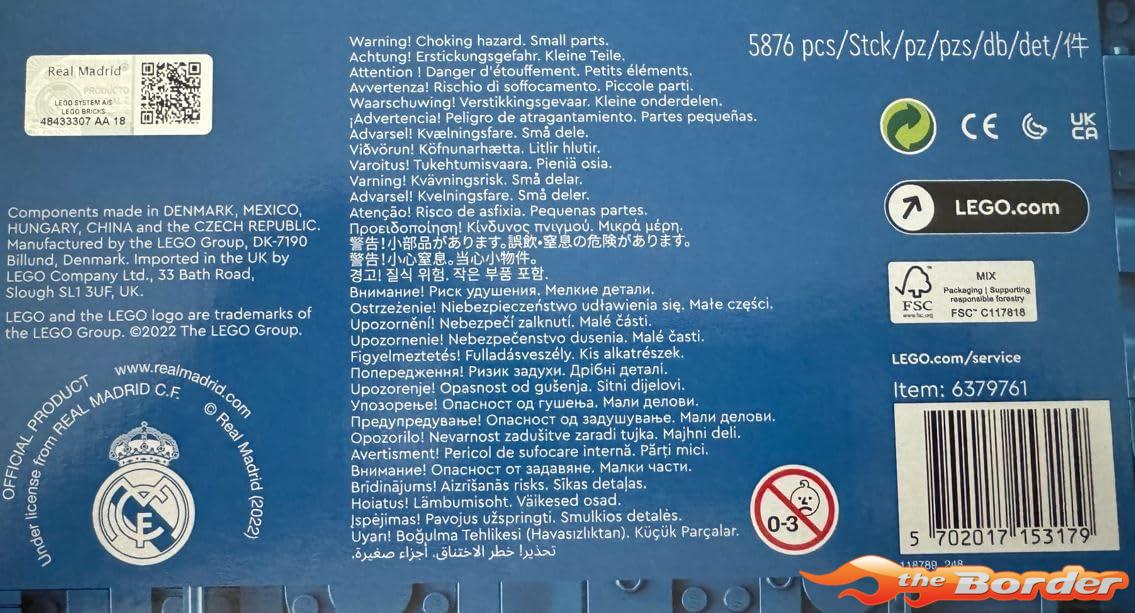 Real Madrid®
PRODUCTO
LEGO SYSTEM A/S
LEGO BRICKS
48433307 AA 18
Components made in DENMARK, MEXICO,
HUNGARY, CHINA and the CZECH REPUBLIC.
Manufactured by the LEGO Group, DK-7190
Billund, Denmark. Imported in the UK by
LEGO Company Ltd., 33 Bath Road,
Slough SL1 3UF, UK.
LEGO and the LEGO logo are trademarks of
the LEGO Group. ©2022 The LEGO Group.
OFFICIAL PRODUCT
Under license from REAL MADRID C.F.
www.realmadrid.com
© Real Madrid (2022)
Warning! Choking hazard. Small parts.
Achtung! Erstickungsgefahr. Kleine Teile.
Attention ! Danger d'étouffement. Petits éléments.
Avvertenza! Rischio di soffocamento. Piccole parti.
Waarschuwing! Verstikkingsgevaar. Kleine onderdelen.
¡Advertencia! Peligro de atragantamiento. Partes pequeñas.
Advarsel! Kvælningsfare. Små dele.
Viðvörun! Köfnunarhætta. Litlir hlutir.
Varoitus! Tukehtumisvaara. Pieniä osia.
Varning! Kvävningsrisk. Små delar.
Advarsel! Kvelningsfare. Små deler.
Atenção! Risco de asfixia. Pequenas partes.
Προειδοποίηση! Κίνδυνος πνιγμού. Μικρά μέρη.
警告!小部品があります。誤飲•窒息の危険があります。
警告!小心窒息。当心小物件。
경고! 질식 위험. 작은 부품 포함.
Внимание! Риск удушения. Мелкие детали.
Ostrzeżenie! Niebezpieczeństwo udławienia się. Małe części.
Upozornění! Nebezpečí zalknutí. Malé části.
Upozornenie! Nebezpečenstvo dusenia. Malé časti.
Figyelmeztetés! Fulladásveszély. Kis alkatrészek.
Попередження! Ризик задухи. Дрібні деталі.
Upozorenje! Opasnost od gušenja. Sitni dijelovi.
Упозорење! Опасност од гушења. Мали делови.
Предупредување! Опасност од задушување. Мали делови.
Opozorilo! Nevarnost zadušitve zaradi tujka. Majhni deli.
Avertisment! Pericol de sufocare internă. Părți mici.
Внимание! Опасност от задавяне. Малки части.
Brīdinājums! Aizrīšanās risks. Sīkas detaļas.
Hoiatus! Lämbumisoht. Väikesed osad.
Įspėjimas! Pavojus užspringti. Smulkios detalės.
Uyarı! Boğulma Tehlikesi (Havasızlıktan). Küçük Parçalar.
تحذير! خطر الاختناق. أجزاء صغيرة.
5876 pcs/Stck/pz/pzs/db/det/件
CE
UK
CA
LEGO.com
FSC
www.fsc.org
MIX
Packaging | Supporting
responsible forestry
FSC™ C117818
LEGO.com/service
Item: 6379761
0-3
5 702017 153179
118789 248
the Border